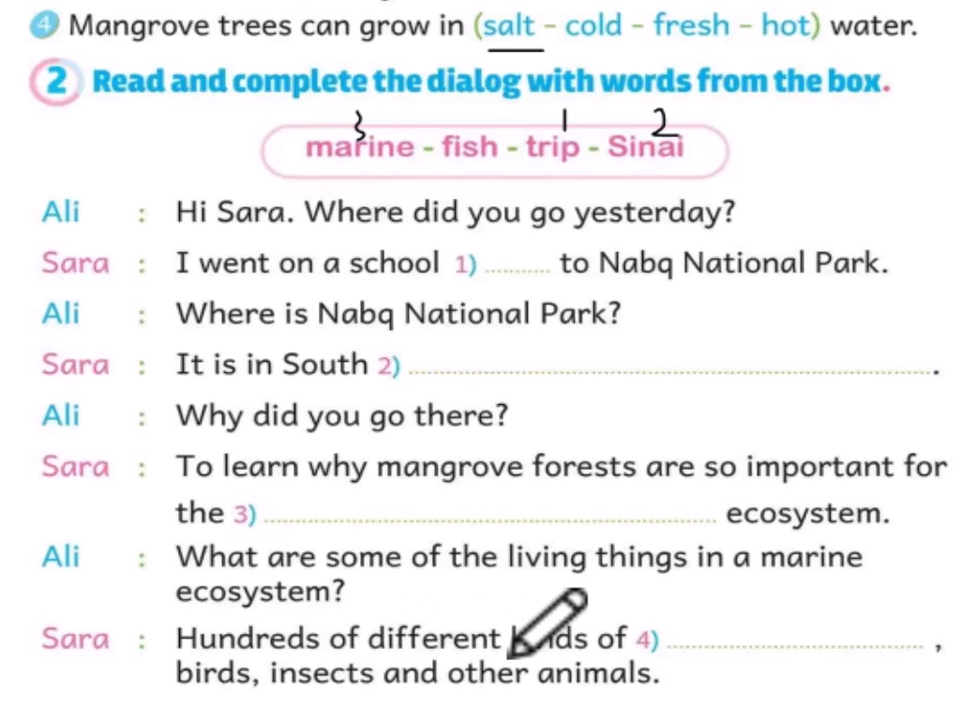 4 Mangrove trees can grow in (salt - cold - fresh - hot) water.
2 Read and complete the dialog with words from the box.
3 1 2
marine - fish - trip - Sinai
Ali : Hi Sara. Where did you go yesterday?
Sara : I went on a school 1) .......... to Nabq National Park.
Ali : Where is Nabq National Park?
Sara : It is in South 2) .......... .
Ali : Why did you go there?
Sara : To learn why mangrove forests are so important for
the 3) .......... ecosystem.
Ali : What are some of the living things in a marine
ecosystem?
Sara : Hundreds of different kinds of 4) .......... ,
birds, insects and other animals.